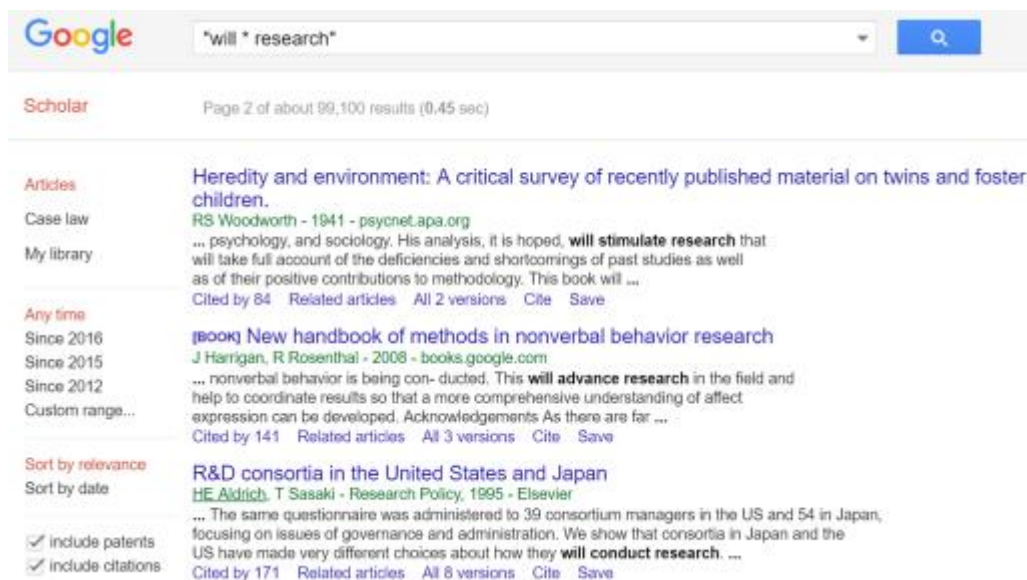 Google
"will * research"
Scholar
Page 2 of about 99,100 results (0.45 sec)
Articles
Case law
My library
Any time
Since 2016
Since 2015
Since 2012
Custom range...
Sort by relevance
Sort by date
include patents
include citations
Heredity and environment: A critical survey of recently published material on twins and foster
children.
RS Woodworth - 1941 - psycnet.apa.org
... psychology, and sociology. His analysis, it is hoped, will stimulate research that
will take full account of the deficiencies and shortcomings of past studies as well
as of their positive contributions to methodology. This book will ...
Cited by 84 Related articles All 2 versions Cite Save
[BOOK] New handbook of methods in nonverbal behavior research
J Harrigan, R Rosenthal - 2008 - books.google.com
... nonverbal behavior is being con- ducted. This will advance research in the field and
help to coordinate results so that a more comprehensive understanding of affect
expression can be developed. Acknowledgements As there are far ...
Cited by 141 Related articles All 3 versions Cite Save
R&D consortia in the United States and Japan
HE Aldrich, T Sasaki - Research Policy, 1995 - Elsevier
... The same questionnaire was administered to 39 consortium managers in the US and 54 in Japan,
focusing on issues of governance and administration. We show that consortia in Japan and the
US have made very different choices about how they will conduct research. ...
Cited by 171 Related articles All 8 versions Cite Save